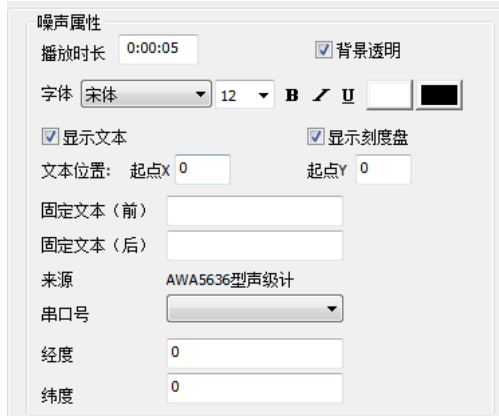 噪声属性
播放时长 0:00:05 背景透明
字体 宋体 12 B I U
显示文本 显示刻度盘
文本位置： 起点X 0 起点Y 0
固定文本（前）
固定文本（后）
来源 AWA5636型声级计
串口号
经度 0
纬度 0